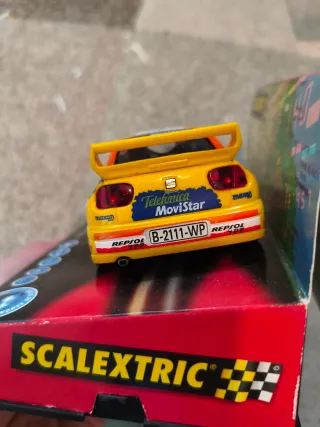 Telefonica
MoviStar
REPSOL
REPSOL
B-2111-WP
SCALEXTRIC